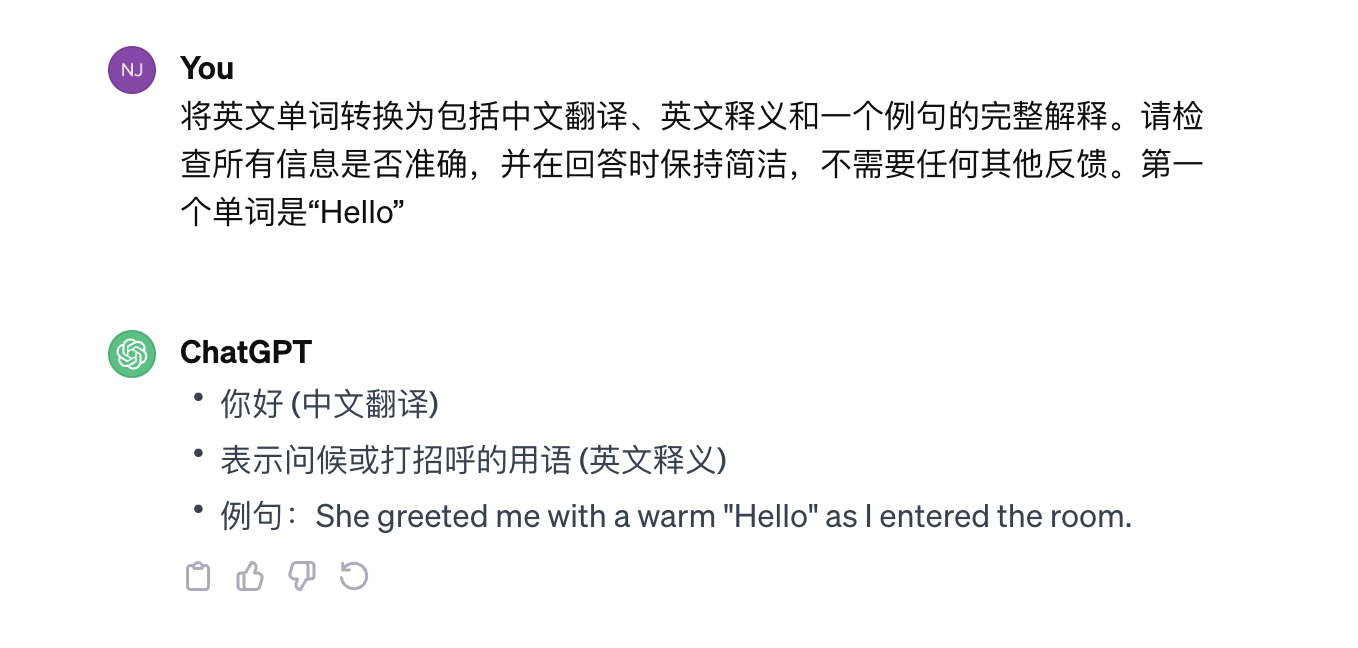 NJ
You
将英文单词转换为包括中文翻译、英文释义和一个例句的完整解释。请检
查所有信息是否准确，并在回答时保持简洁，不需要任何其他反馈。第一
个单词是“Hello”
ChatGPT
• 你好 (中文翻译)
• 表示问候或打招呼的用语 (英文释义)
• 例句：She greeted me with a warm "Hello" as I entered the room.